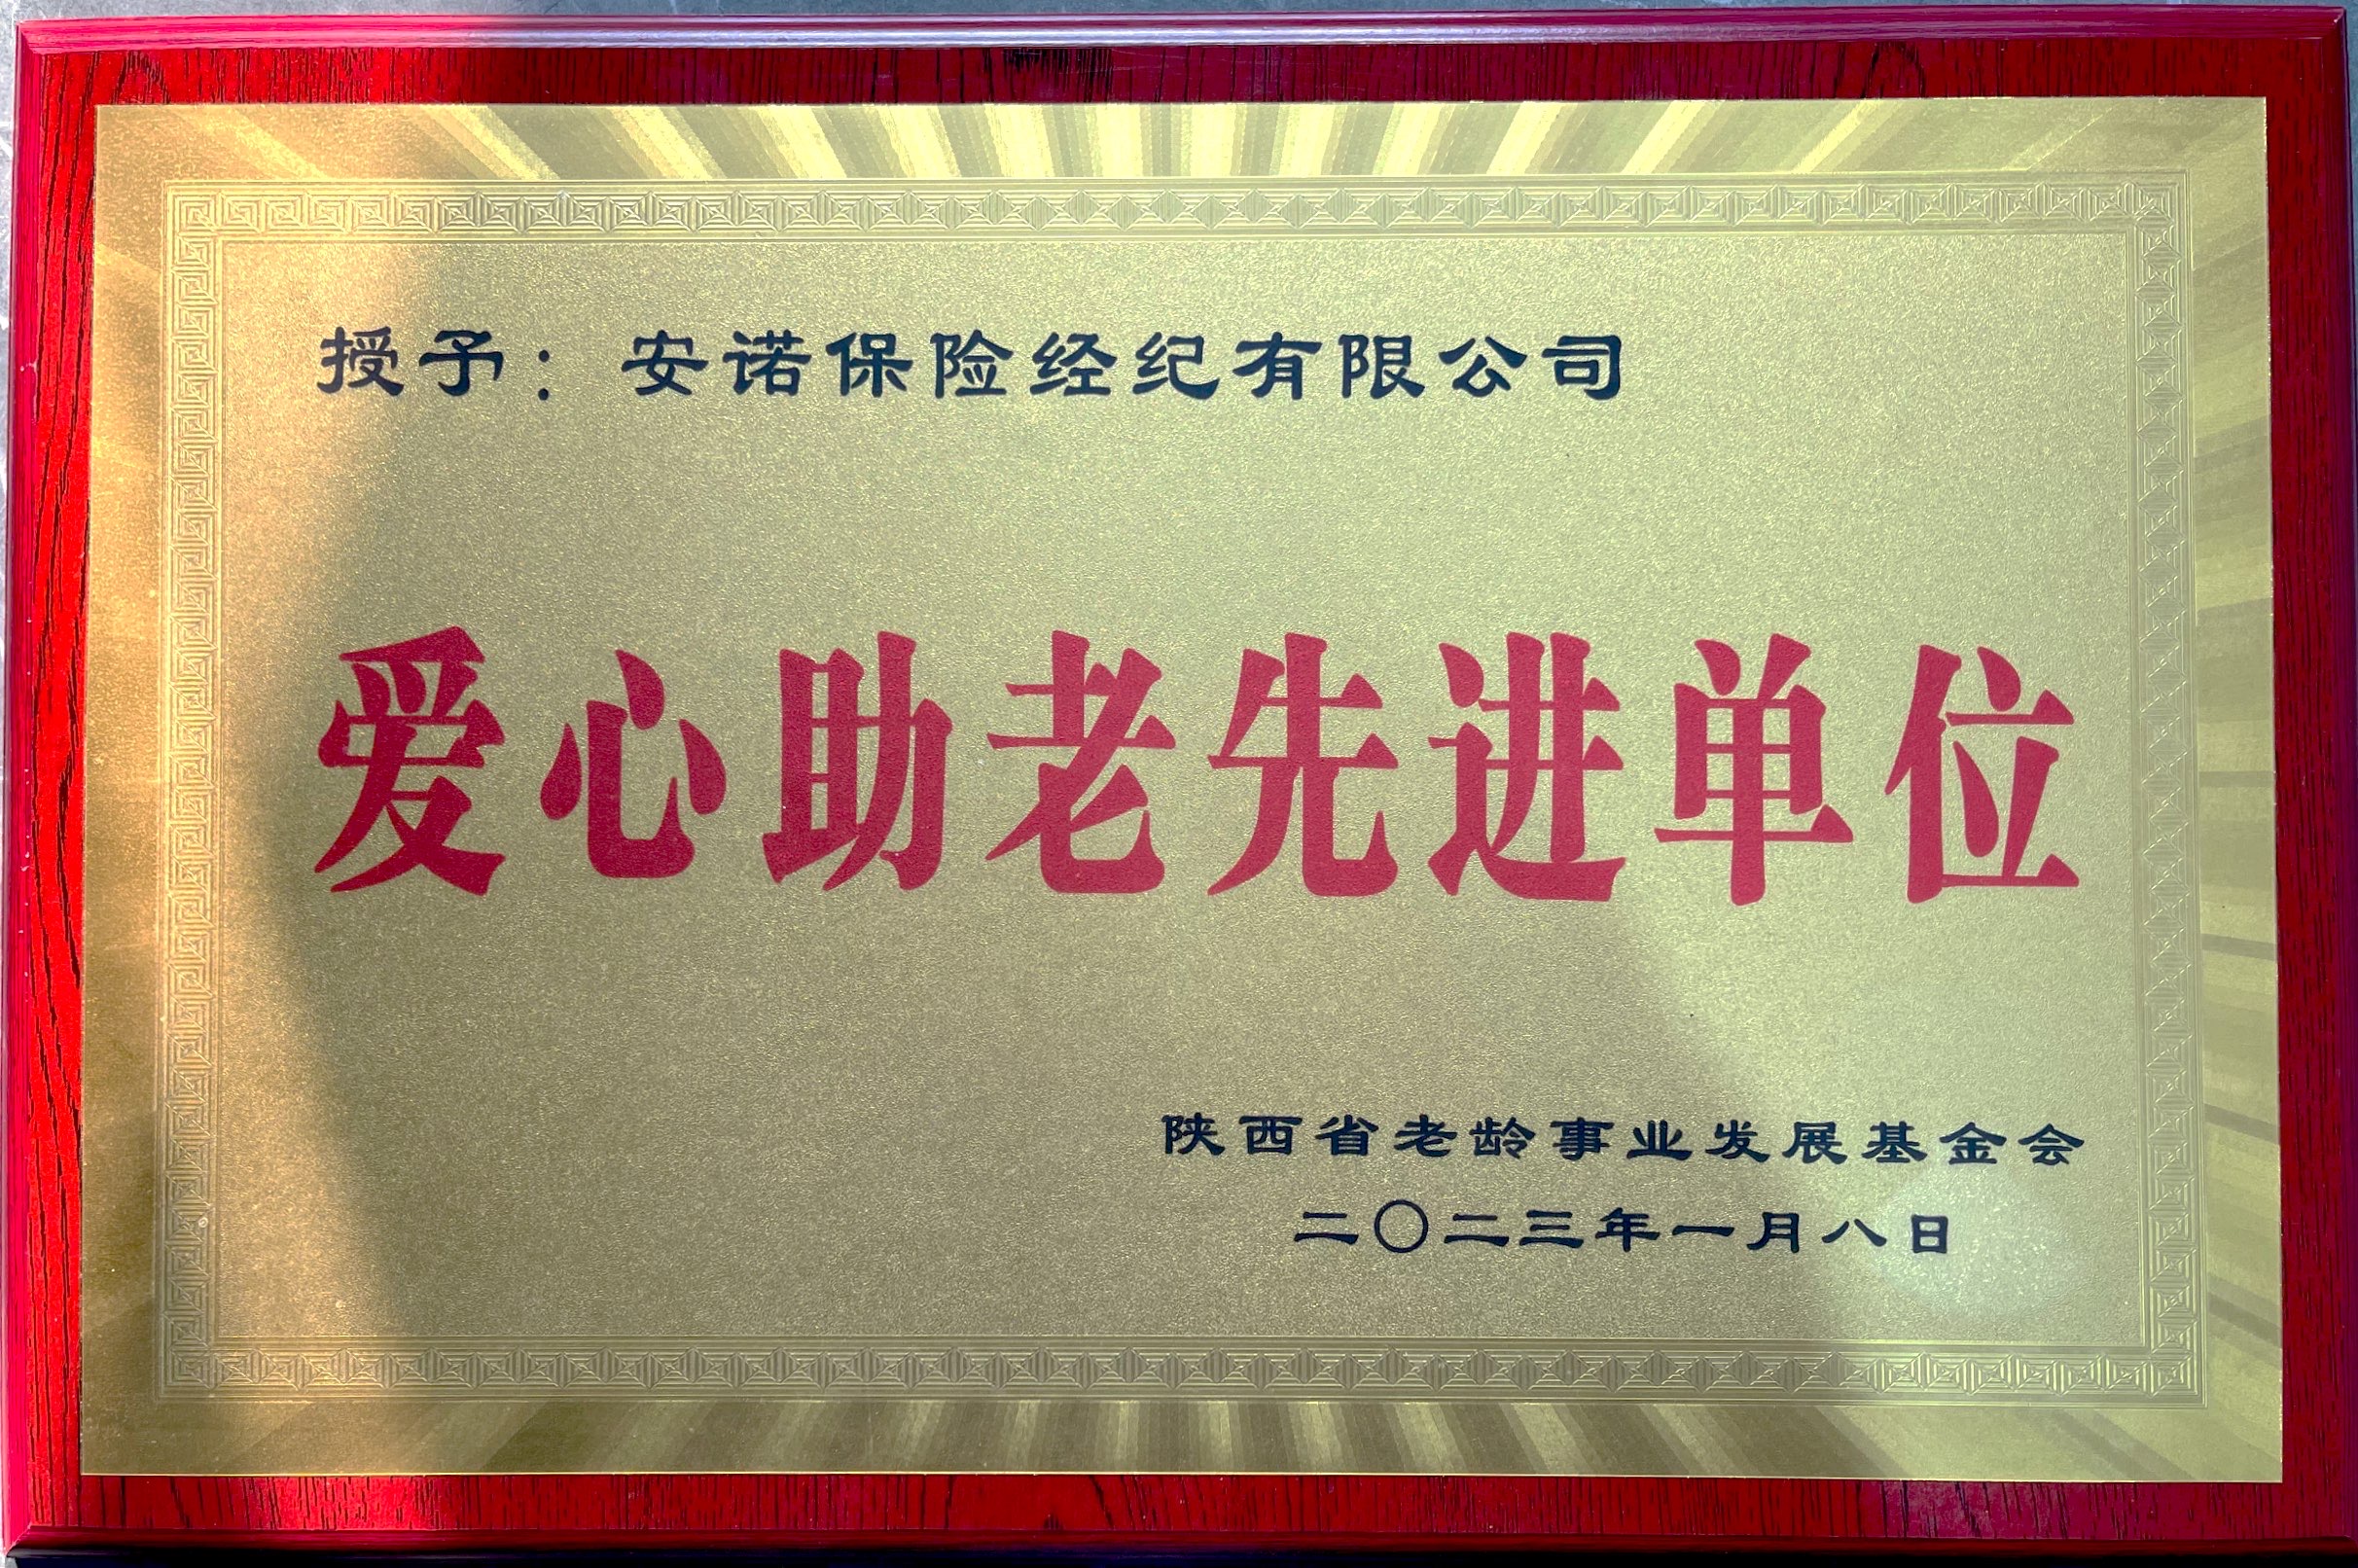 授予：安诺保险经纪有限公司
爱心助老先进单位
陕西省老龄事业发展基金会
二〇二三年一月八日